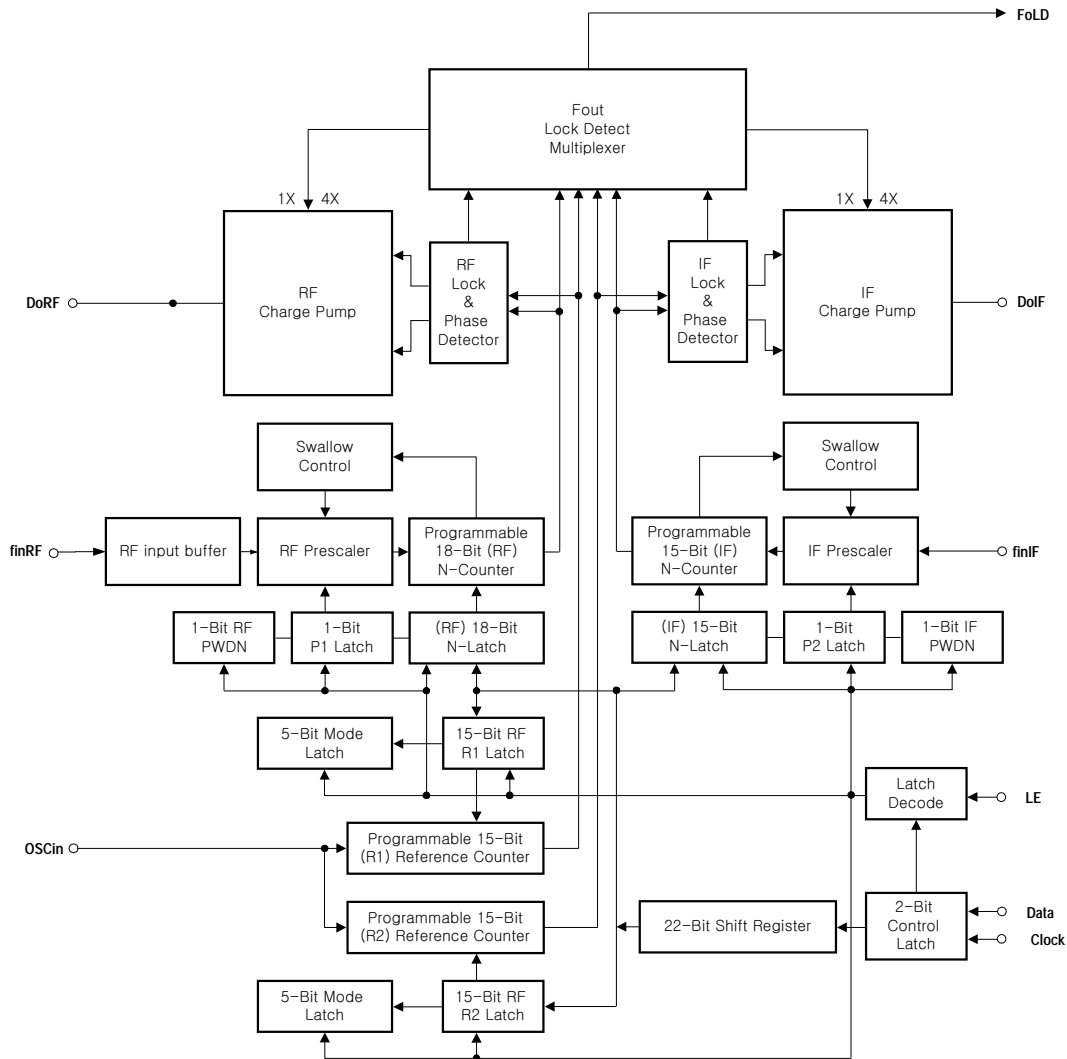 FoLD
Fout
Lock Detect
Multiplexer
1X 4X
1X 4X
RF
Charge Pump
RF
Lock
&
Phase
Detector
IF
Lock
&
Phase
Detector
IF
Charge Pump
DoRF
DoIF
Swallow
Control
Swallow
Control
finRF
RF input buffer
RF Prescaler
Programmable
18-Bit (RF)
N-Counter
Programmable
15-Bit (IF)
N-Counter
IF Prescaler
finIF
1-Bit RF
PWDN
1-Bit
P1 Latch
(RF) 18-Bit
N-Latch
(IF) 15-Bit
N-Latch
1-Bit
P2 Latch
1-Bit IF
PWDN
5-Bit Mode
Latch
15-Bit RF
R1 Latch
Latch
Decode
LE
OSCin
Programmable 15-Bit
(R1) Reference Counter
Programmable 15-Bit
(R2) Reference Counter
22-Bit Shift Register
2-Bit
Control
Latch
Data
Clock
5-Bit Mode
Latch
15-Bit RF
R2 Latch